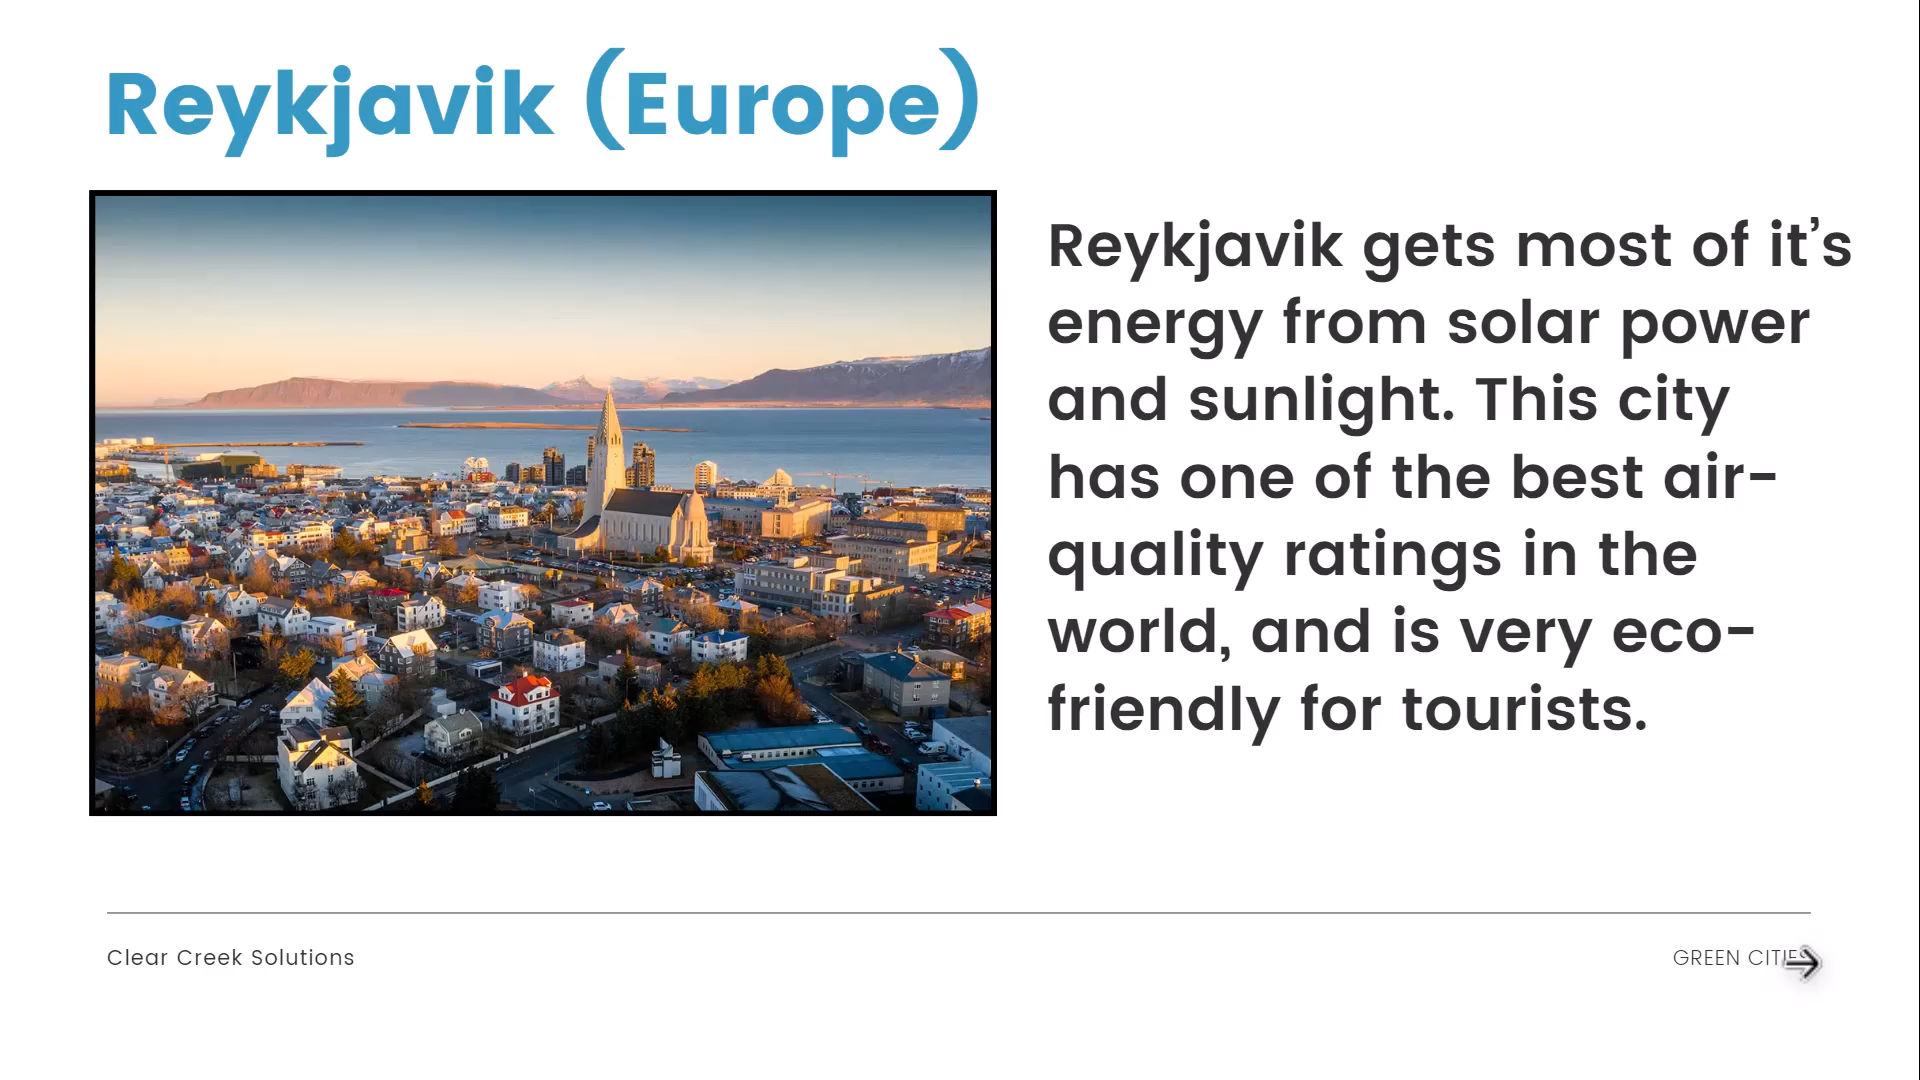 Reykjavik (Europe)
Reykjavik gets most of it’s
energy from solar power
and sunlight. This city
has one of the best air-
quality ratings in the
world, and is very eco-
friendly for tourists.
Clear Creek Solutions
GREEN CITIES